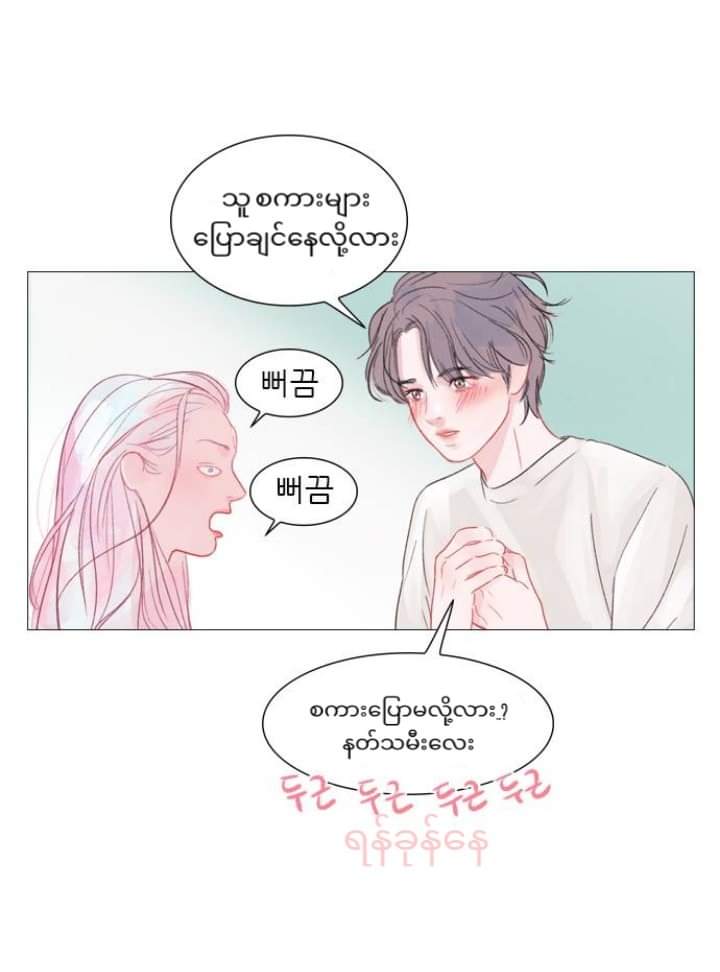 သူ စကားများ
ပြောချင်နေလို့လား
뻐끔
뻐끔
စကားပြောမလို့လား..?
နတ်သမီးလေး
두근 두근 두근 두근
ရန်ခုန်နေ